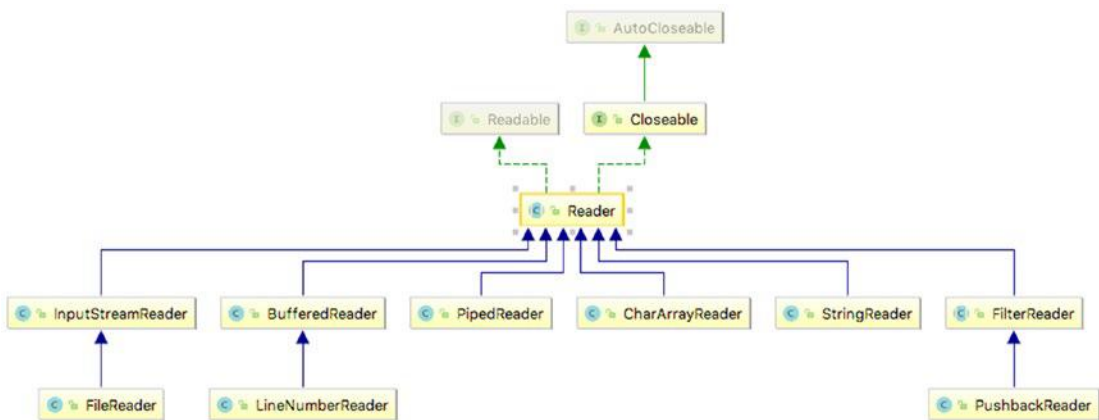 AutoCloseable
Readable
Closeable
Reader
InputStreamReader
BufferedReader
PipedReader
CharArrayReader
StringReader
FilterReader
FileReader
LineNumberReader
PushbackReader